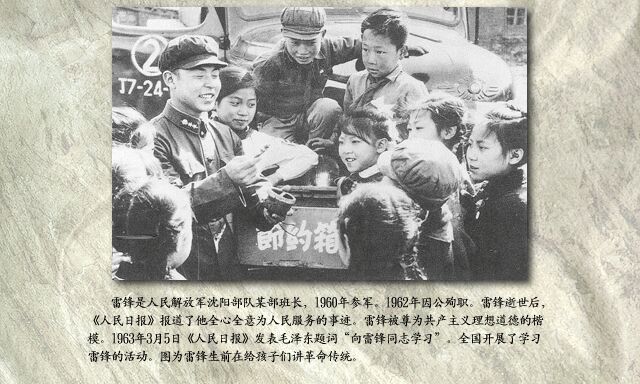 ②
J7-24-
節約箱
雷锋是人民解放军沈阳部队某部班长，1960年参军。1962年因公殉职。雷锋逝世后，
《人民日报》报道了他全心全意为人民服务的事迹。雷锋被尊为共产主义理想道德的楷
模。1963年3月5日《人民日报》发表毛泽东题词“向雷锋同志学习”。全国开展了学习
雷锋的活动。图为雷锋生前在给孩子们讲革命传统。